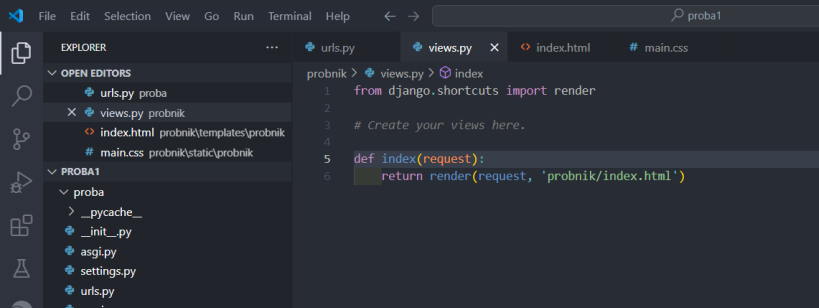 File Edit Selection View Go Run Terminal Help proba1
EXPLORER
urls.py views.py index.html main.css
OPEN EDITORS
probnik > views.py > index
urls.py proba
views.py probnik
index.html probnik\templates\probnik
main.css probnik\static\probnik
PROBA1
proba
__pycache__
__init__.py
asgi.py
settings.py
urls.py
1 from django.shortcuts import render
2
3 # Create your views here.
4
5 def index(request):
6 return render(request, 'probnik/index.html')